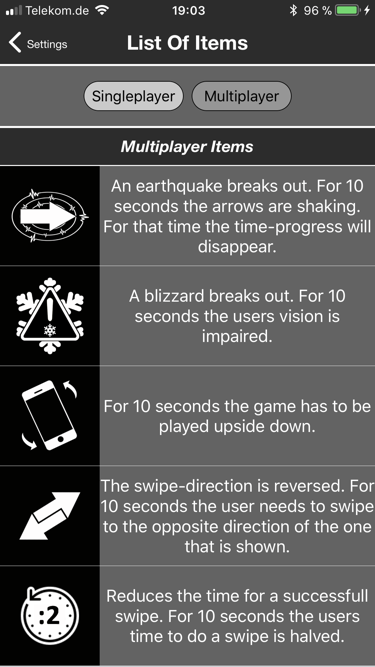 Telekom.de 19:03 96 %
Settings List Of Items
Singleplayer Multiplayer
Multiplayer Items
An earthquake breaks out. For 10
seconds the arrows are shaking.
For that time the time-progress will
disappear.
A blizzard breaks out. For 10
seconds the users vision is
impaired.
For 10 seconds the game has to be
played upside down.
The swipe-direction is reversed. For
10 seconds the user needs to swipe
to the opposite direction of the one
that is shown.
:2
Reduces the time for a successfull
swipe. For 10 seconds the users
time to do a swipe is halved.